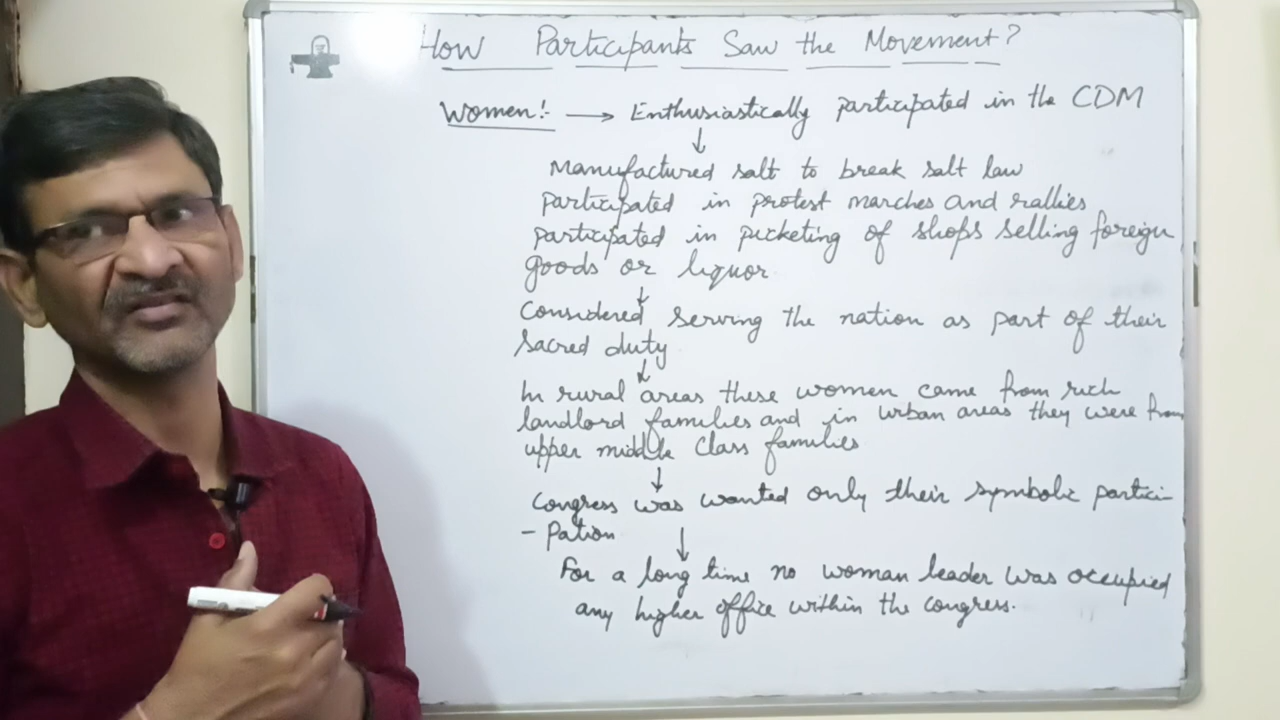 How Participants Saw the Movement?
Women:- → Enthusiastically participated in the CDM
Manufactured salt to break salt law
participated in protest marches and rallies
participated in picketing of shops selling foreign
goods or liquor
Considered serving the nation as part of their
sacred duty
In rural areas these women came from rich
landlord families and in urban areas they were from
upper middle class families
Congress was wanted only their symbolic partici
- pation
For a long time no woman leader was occupied
any higher office within the congress.